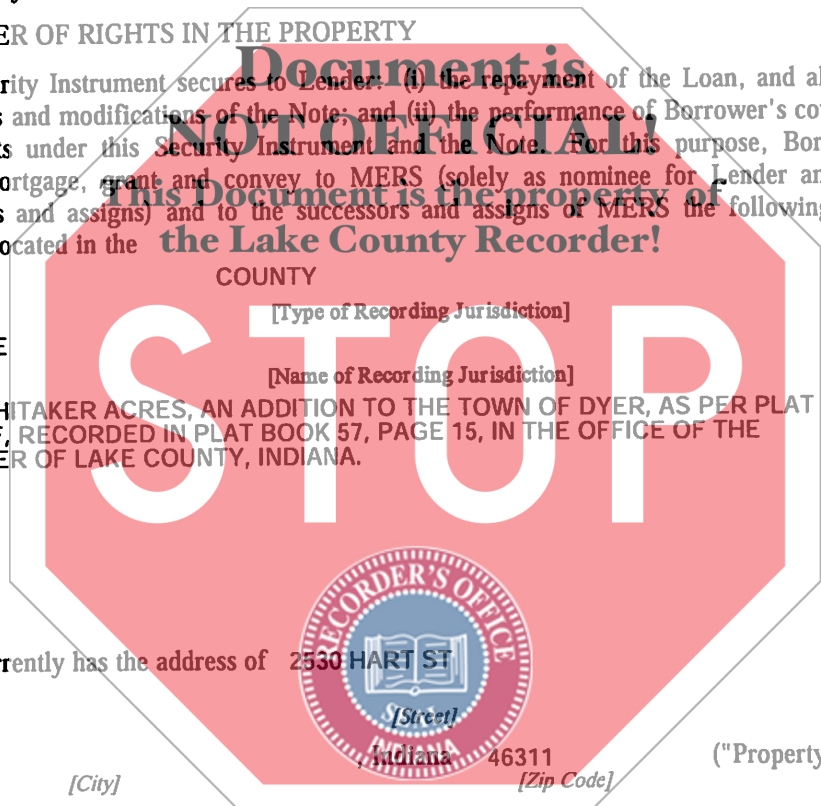 ER OF RIGHTS IN THE PROPERTY
Document is
rity Instrument secures to Lender: (i) the repayment of the Loan, and al
s and modifications of the Note; and (ii) the performance of Borrower's cov
NOT OFFICIAL!
ts under this Security Instrument and the Note. For this purpose, Bor
ortgage, grant and convey to MERS (solely as nominee for Lender an
This Document is the property of
s and assigns) and to the successors and assigns of MERS the following
ocated in the
the Lake County Recorder!
COUNTY
[Type of Recording Jurisdiction]
E
[Name of Recording Jurisdiction]
HITAKER ACRES, AN ADDITION TO THE TOWN OF DYER, AS PER PLAT
F, RECORDED IN PLAT BOOK 57, PAGE 15, IN THE OFFICE OF THE
ER OF LAKE COUNTY, INDIANA.
STOP
RECORDER'S OFFICE
rrently has the address of 2530 HART ST
[Street]
SEAL
INDIANA
, Indiana 46311 ("Property
[City] [Zip Code]